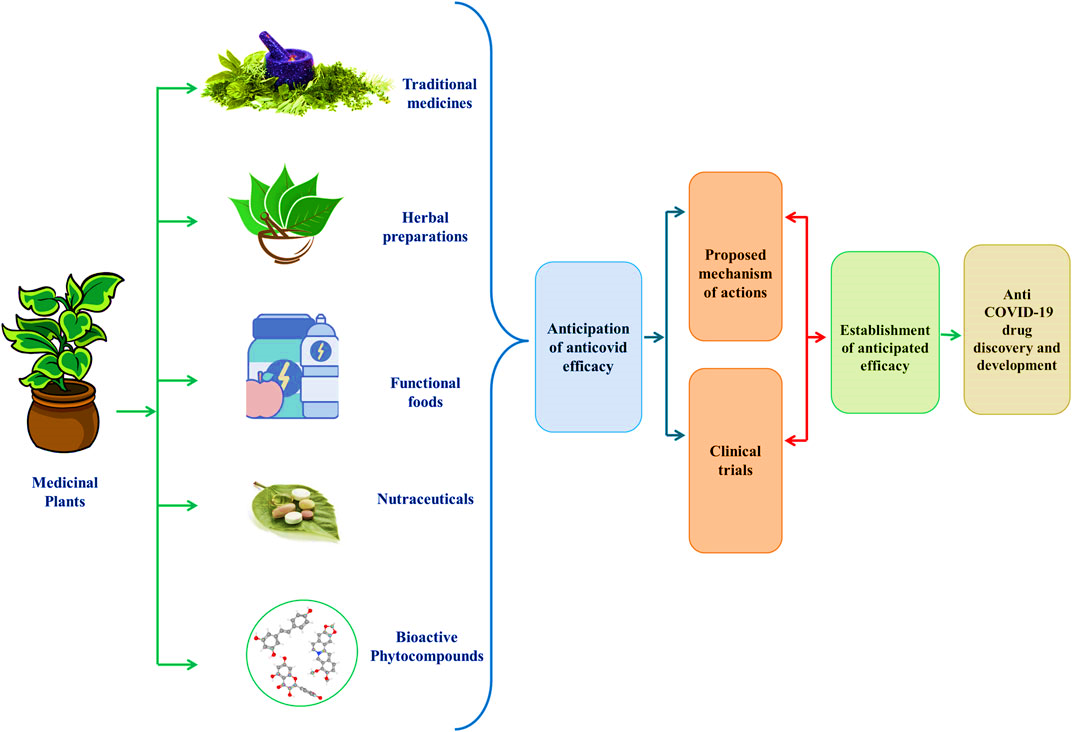 Medicinal
Plants
Traditional
medicines
Herbal
preparations
Functional
foods
Nutraceuticals
Bioactive
Phytocompounds
Anticipation
of anticovid
efficacy
Proposed
mechanism
of actions
Clinical
trials
Establishment
of anticipated
efficacy
Anti
COVID-19
drug
discovery and
development